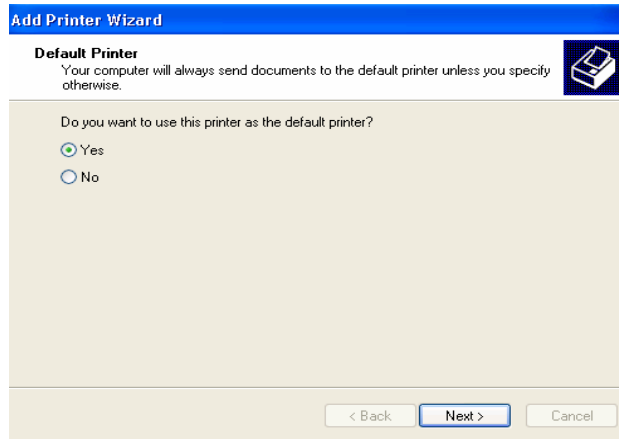 Add Printer Wizard
Default Printer
Your computer will always send documents to the default printer unless you specify
otherwise.
Do you want to use this printer as the default printer?
Yes
No
< Back Next > Cancel